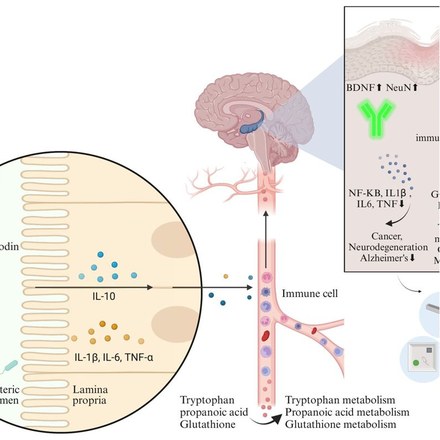 BDNF⬆ NeuN⬆
immu
NF-KB, IL1β
IL6, TNF⬇
G
Cancer,
Neurodegeneration
Alzheimer's⬇
M
odin
IL-10
Immune cell
IL-1β, IL-6, TNF-α
teric
men
Lamina
propria
Tryptophan
propanoic acid
Glutathione
Tryptophan metabolism
Propanoic acid metabolism
Glutathione metabolism